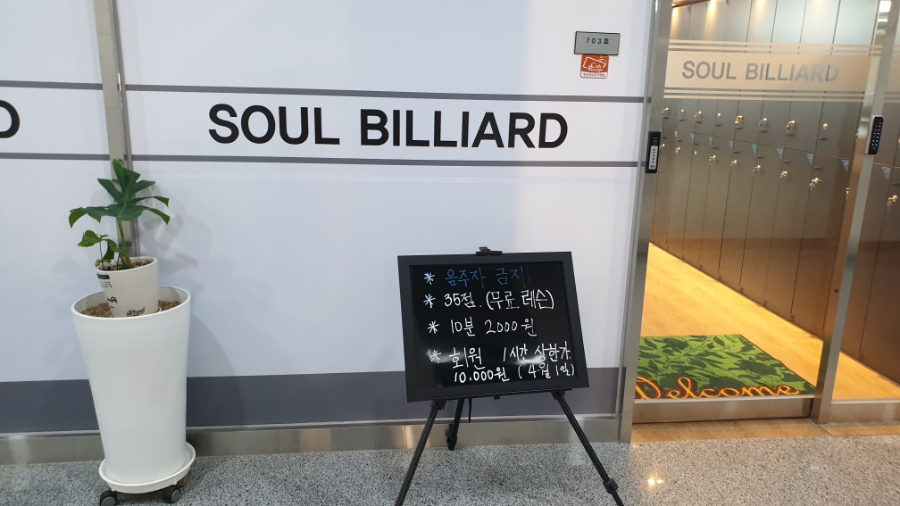 703호
SOUL BILLIARD
SOUL BILLIARD
D
* 음주자 금지
* 35점. (무료 레슨)
* 10분 2000원
* 회원 1시간 상한가
10.000원 (4월 1일)
Welcome